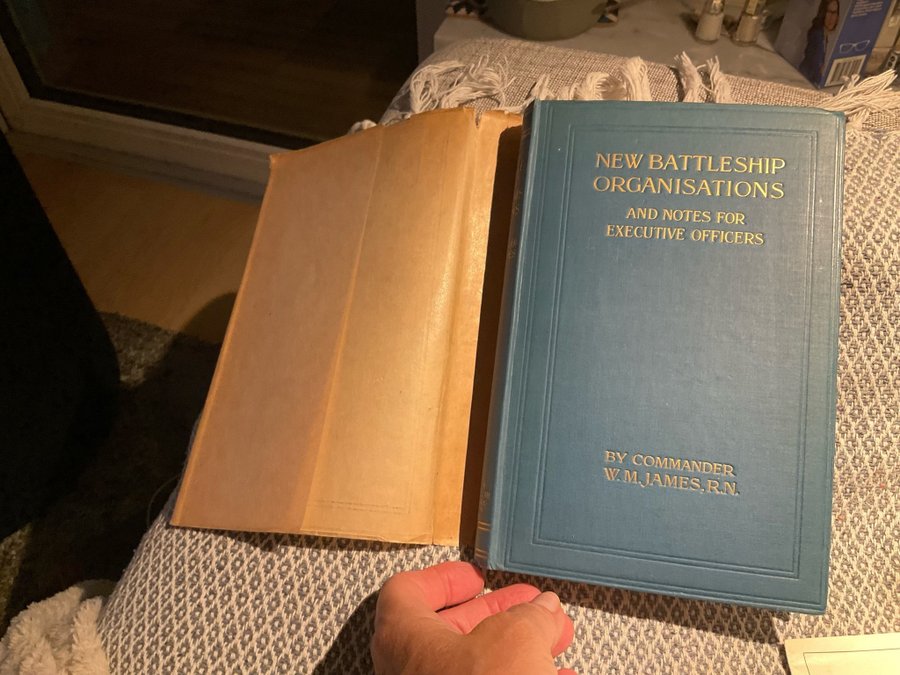 NEW BATTLESHIP
ORGANISATIONS
AND NOTES FOR
EXECUTIVE OFFICERS
BY COMMANDER
W. M. JAMES, R.N.